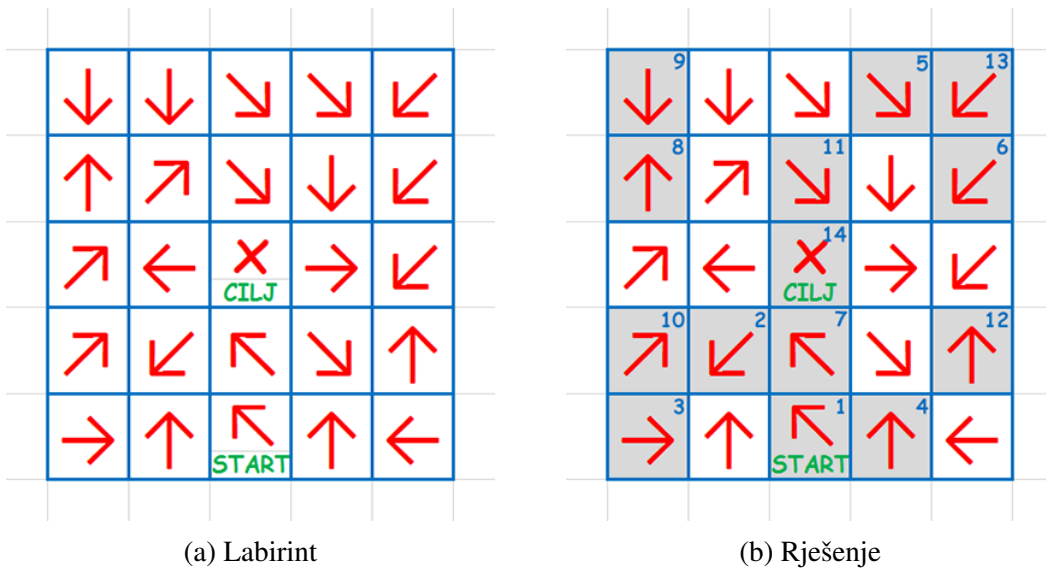 9 5 13
8 11 6
14
CILJ CILJ
10 2 7 12
3 1 4
START START
(a) Labirint (b) Rješenje